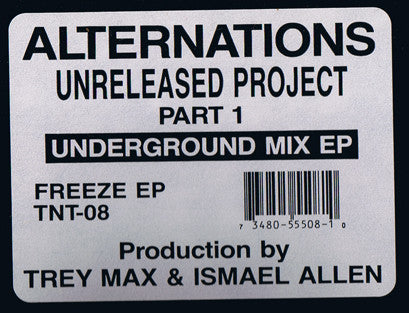 ALTERNATIONS
UNRELEASED PROJECT
PART 1
UNDERGROUND MIX EP
FREEZE EP
TNT-08
7 3480-55508-1 0
Production by
TREY MAX & ISMAEL ALLEN